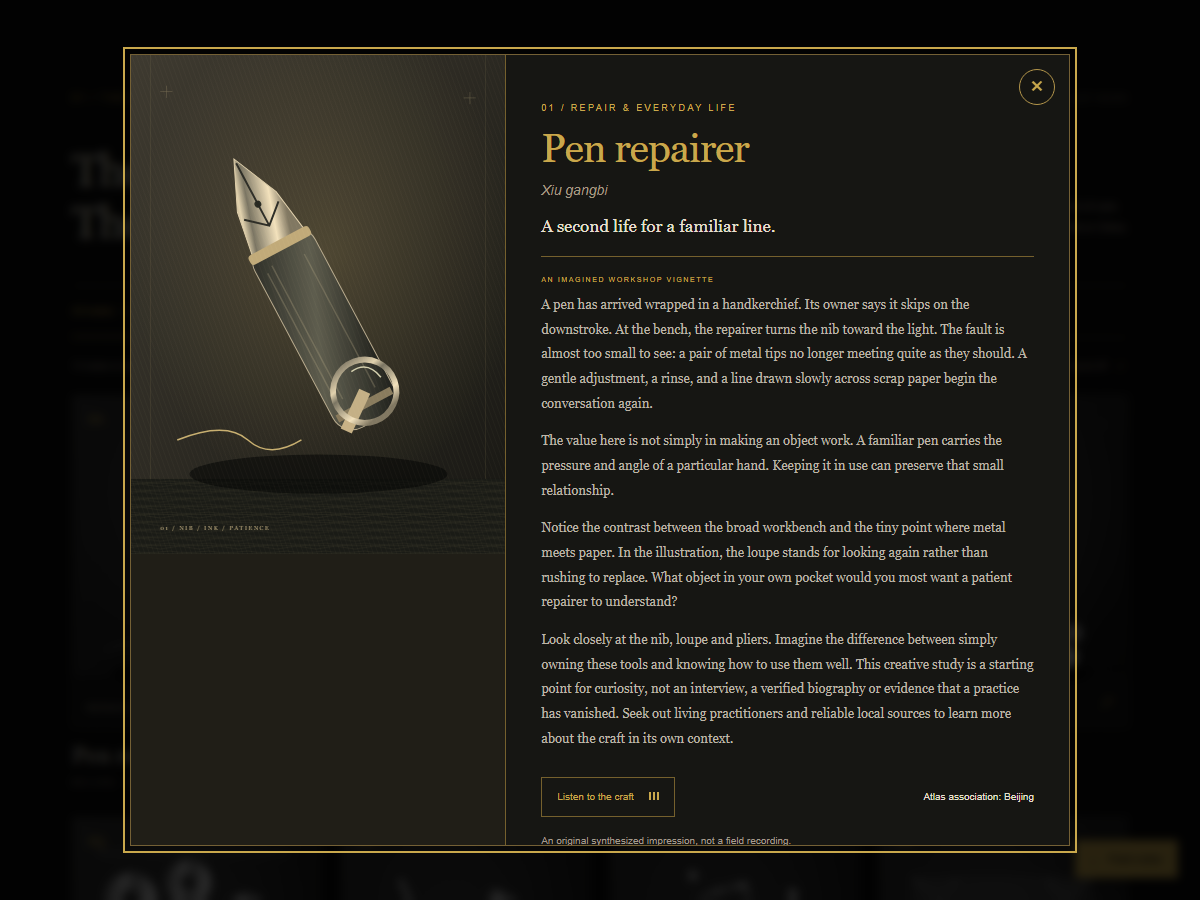 01 / REPAIR & EVERYDAY LIFE
Pen repairer
Xiu gangbi
A second life for a familiar line.
AN IMAGINED WORKSHOP VIGNETTE
A pen has arrived wrapped in a handkerchief. Its owner says it skips on the
downstroke. At the bench, the repairer turns the nib toward the light. The fault is
almost too small to see: a pair of metal tips no longer meeting quite as they should. A
gentle adjustment, a rinse, and a line drawn slowly across scrap paper begin the
conversation again.
The value here is not simply in making an object work. A familiar pen carries the
pressure and angle of a particular hand. Keeping it in use can preserve that small
relationship.
Notice the contrast between the broad workbench and the tiny point where metal
meets paper. In the illustration, the loupe stands for looking again rather than
rushing to replace. What object in your own pocket would you most want a patient
repairer to understand?
Look closely at the nib, loupe and pliers. Imagine the difference between simply
owning these tools and knowing how to use them well. This creative study is a starting
point for curiosity, not an interview, a verified biography or evidence that a practice
has vanished. Seek out living practitioners and reliable local sources to learn more
about the craft in its own context.
Listen to the craft
Atlas association: Beijing
An original synthesized impression, not a field recording.
01 / NIB / INK / PATIENCE